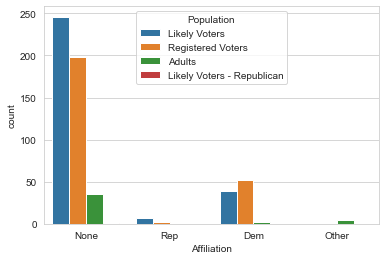 Population
Likely Voters
Registered Voters
Adults
Likely Voters - Republican
250
200
150
100
50
0
count
None Rep Dem Other
Affiliation